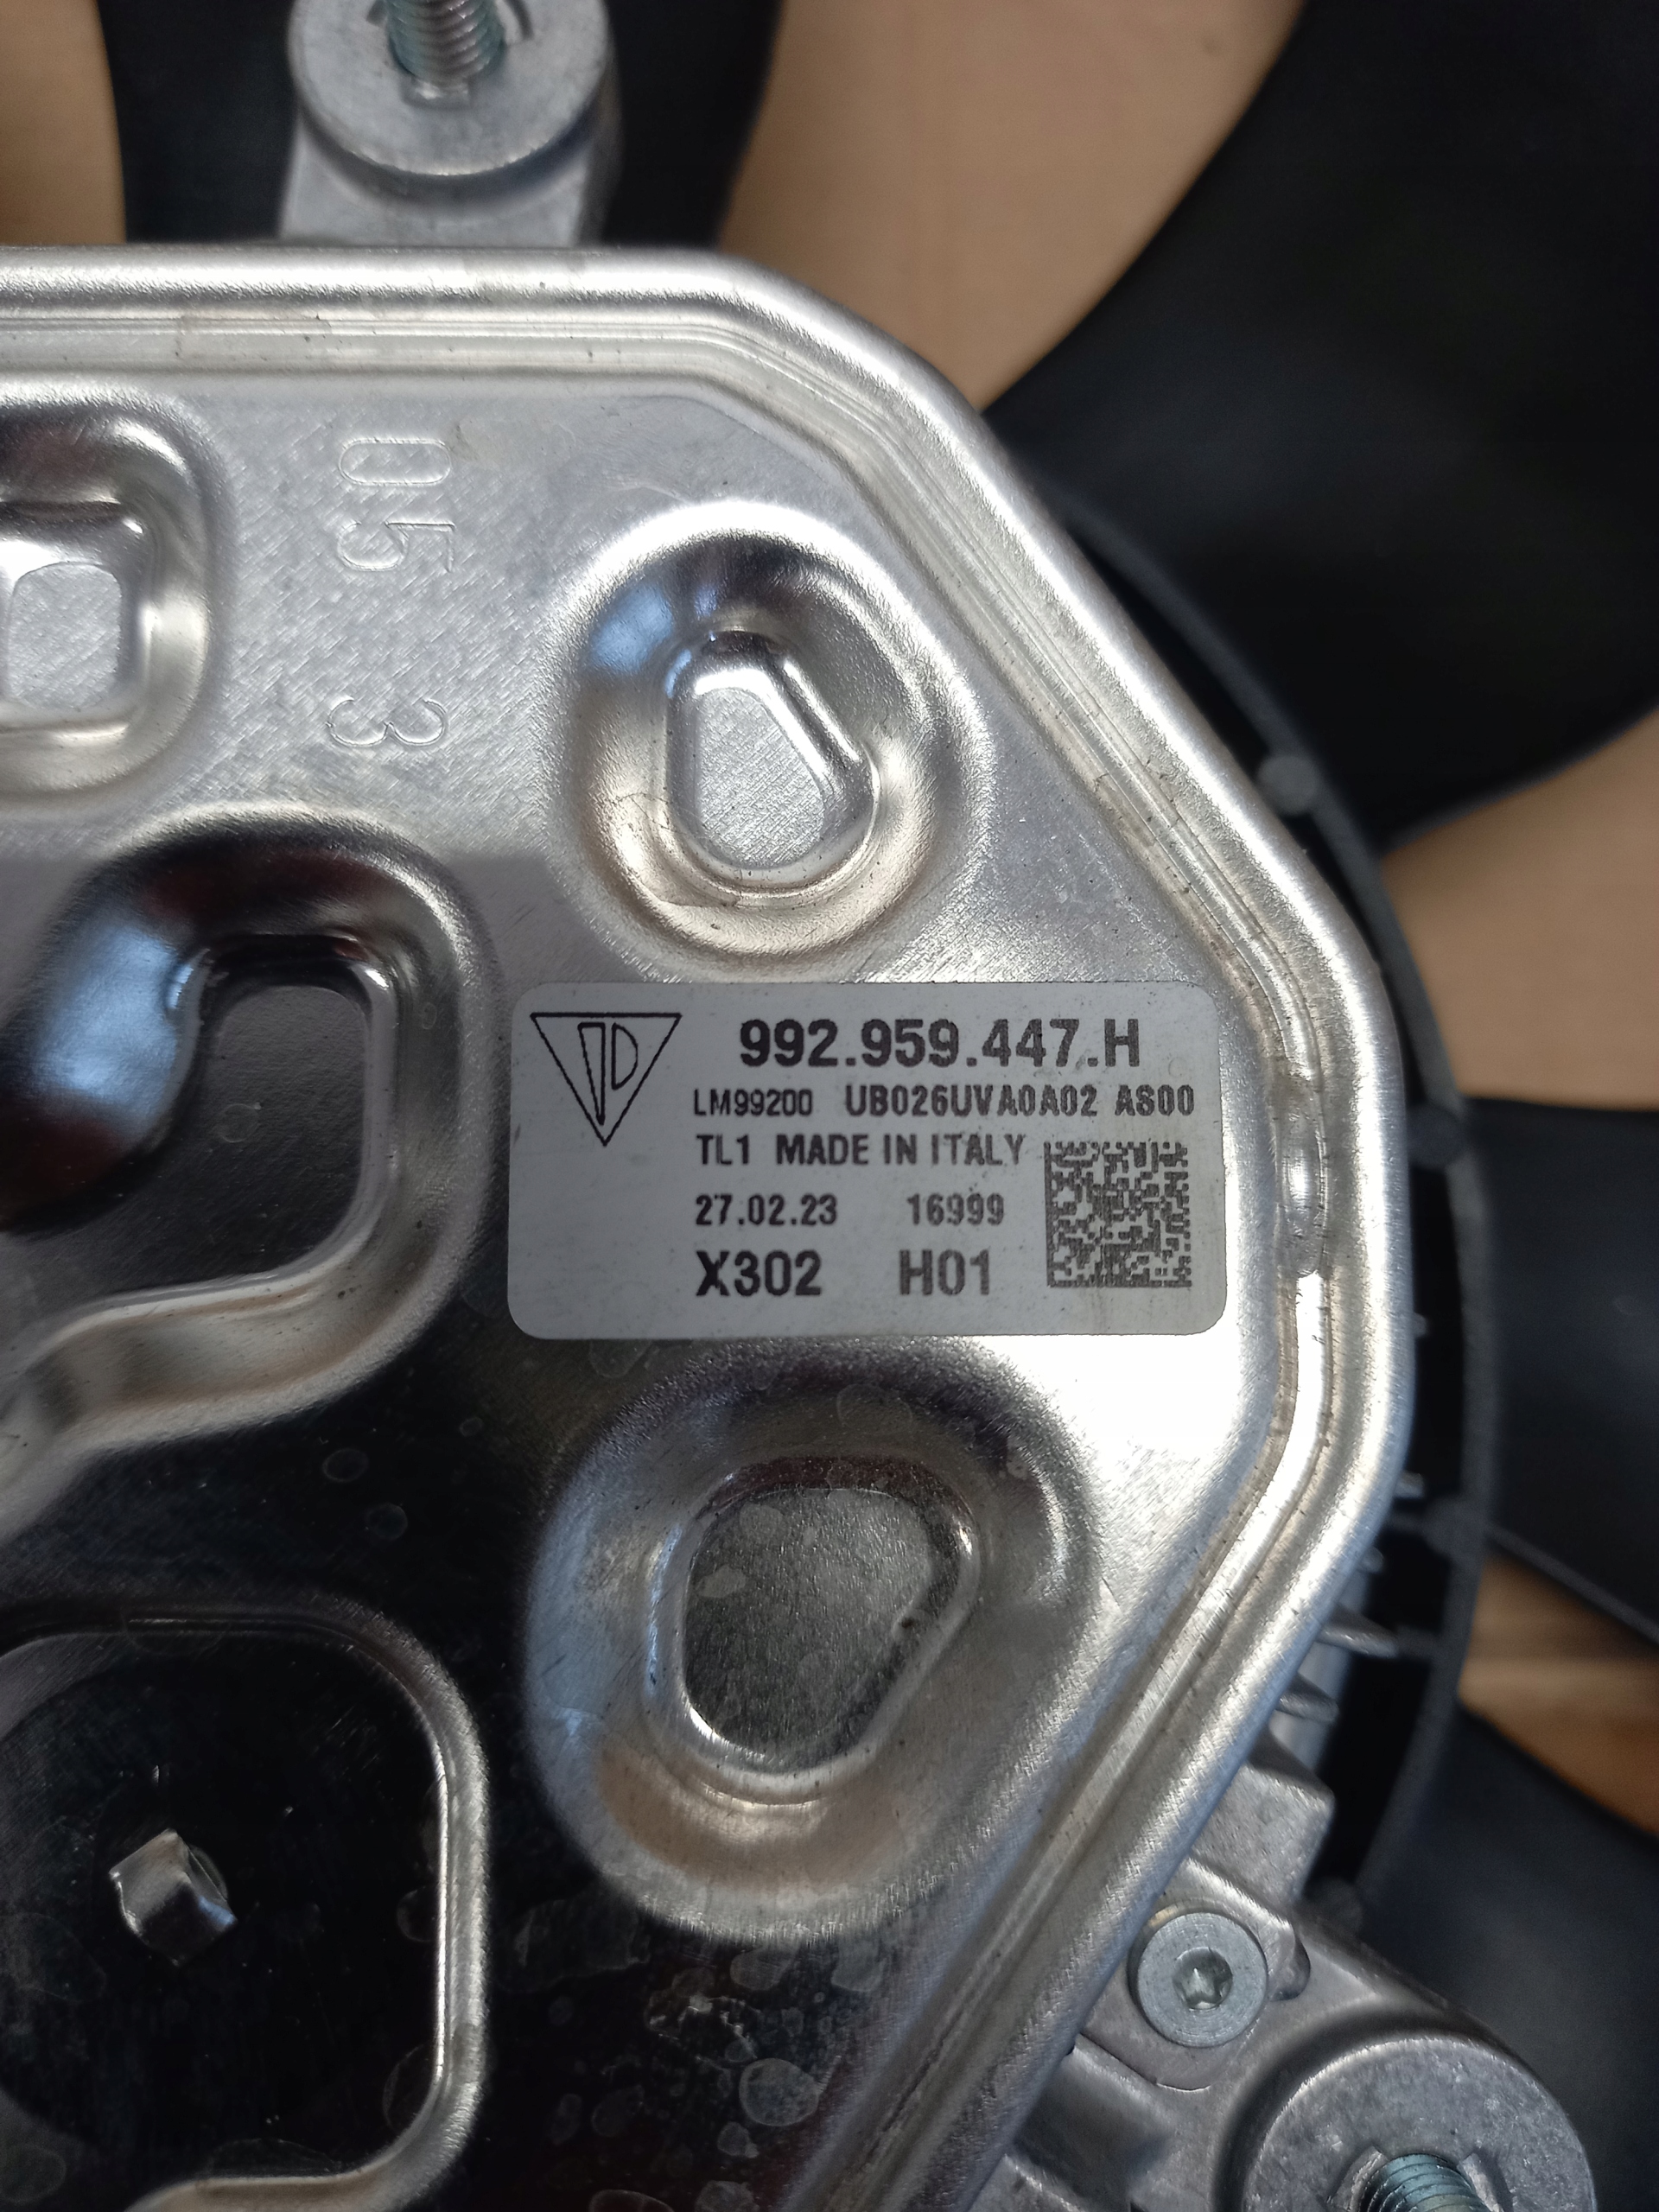 05 3
992.959.447.H
LM99200 UB026UVA0A02 AS00
TL1 MADE IN ITALY
27.02.23 16999
X302 H01